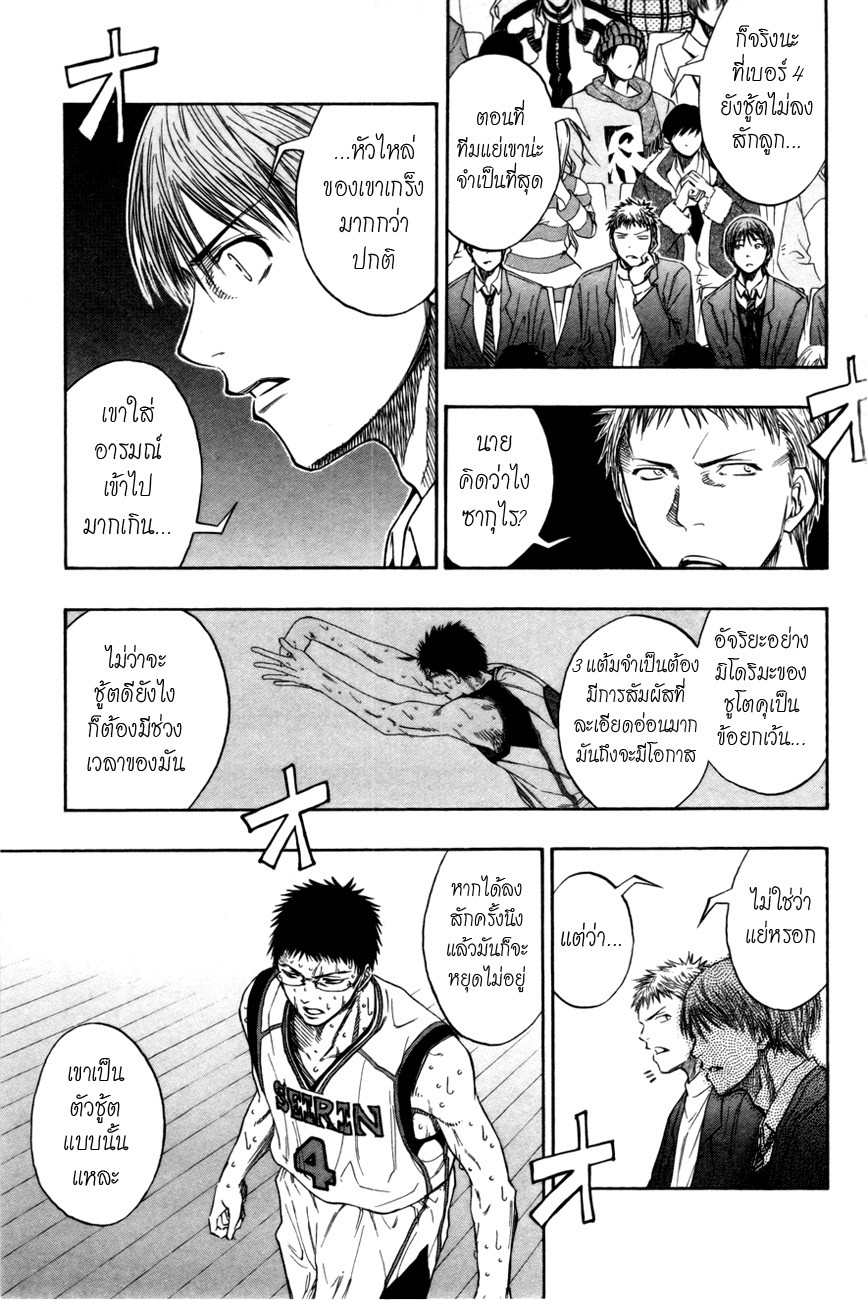 ก็จริงนะ
ที่เบอร์ 4
ยังชู้ตไม่ลง
สักลูก...
ตอนที่
ทีมแย่เขาน่ะ
จำเป็นที่สุด
นาย
คิดว่าไง
ซากุไร?
オ
オ
...หัวไหล่
ของเขาเกร็ง
มากกว่า
ปกติ
เขาใส่
อารมณ์
เข้าไป
มากเกิน...
อัจริยะอย่าง
มิโดริมะของ
ชูโตคุเป็น
ข้อยกเว้น...
3 แต้มจำเป็นต้อง
มีการสัมผัสที่
ละเอียดอ่อนมาก
มันถึงจะมีโอกาส
ไม่ว่าจะ
ชู้ตดียังไง
ก็ต้องมีช่วง
เวลาของมัน
ไม่ใช่ว่า
แย่หรอก
แต่ว่า...
オ
オ
หากได้ลง
สักครั้งนึง
แล้วมันก็จะ
หยุดไม่อยู่
SEIRIN
4
เขาเป็น
ตัวชู้ต
แบบนั้น
แหละ